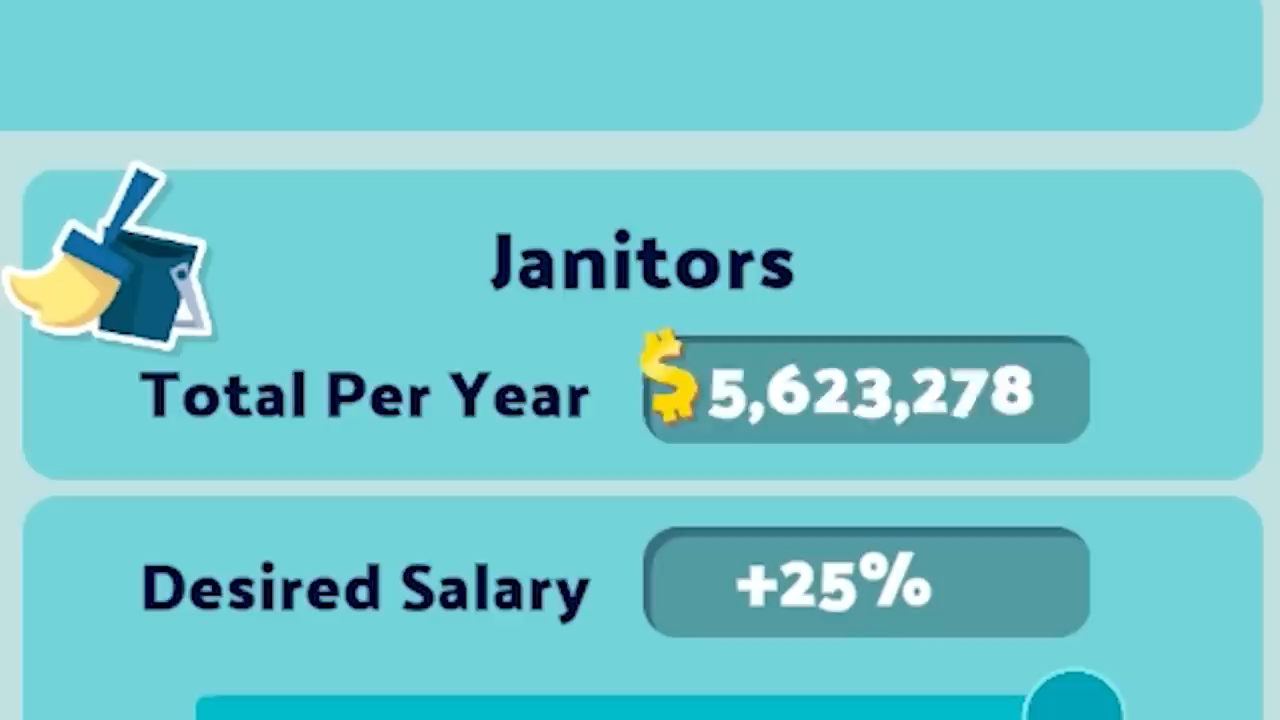 Janitors
Total Per Year $5,623,278
Desired Salary +25%